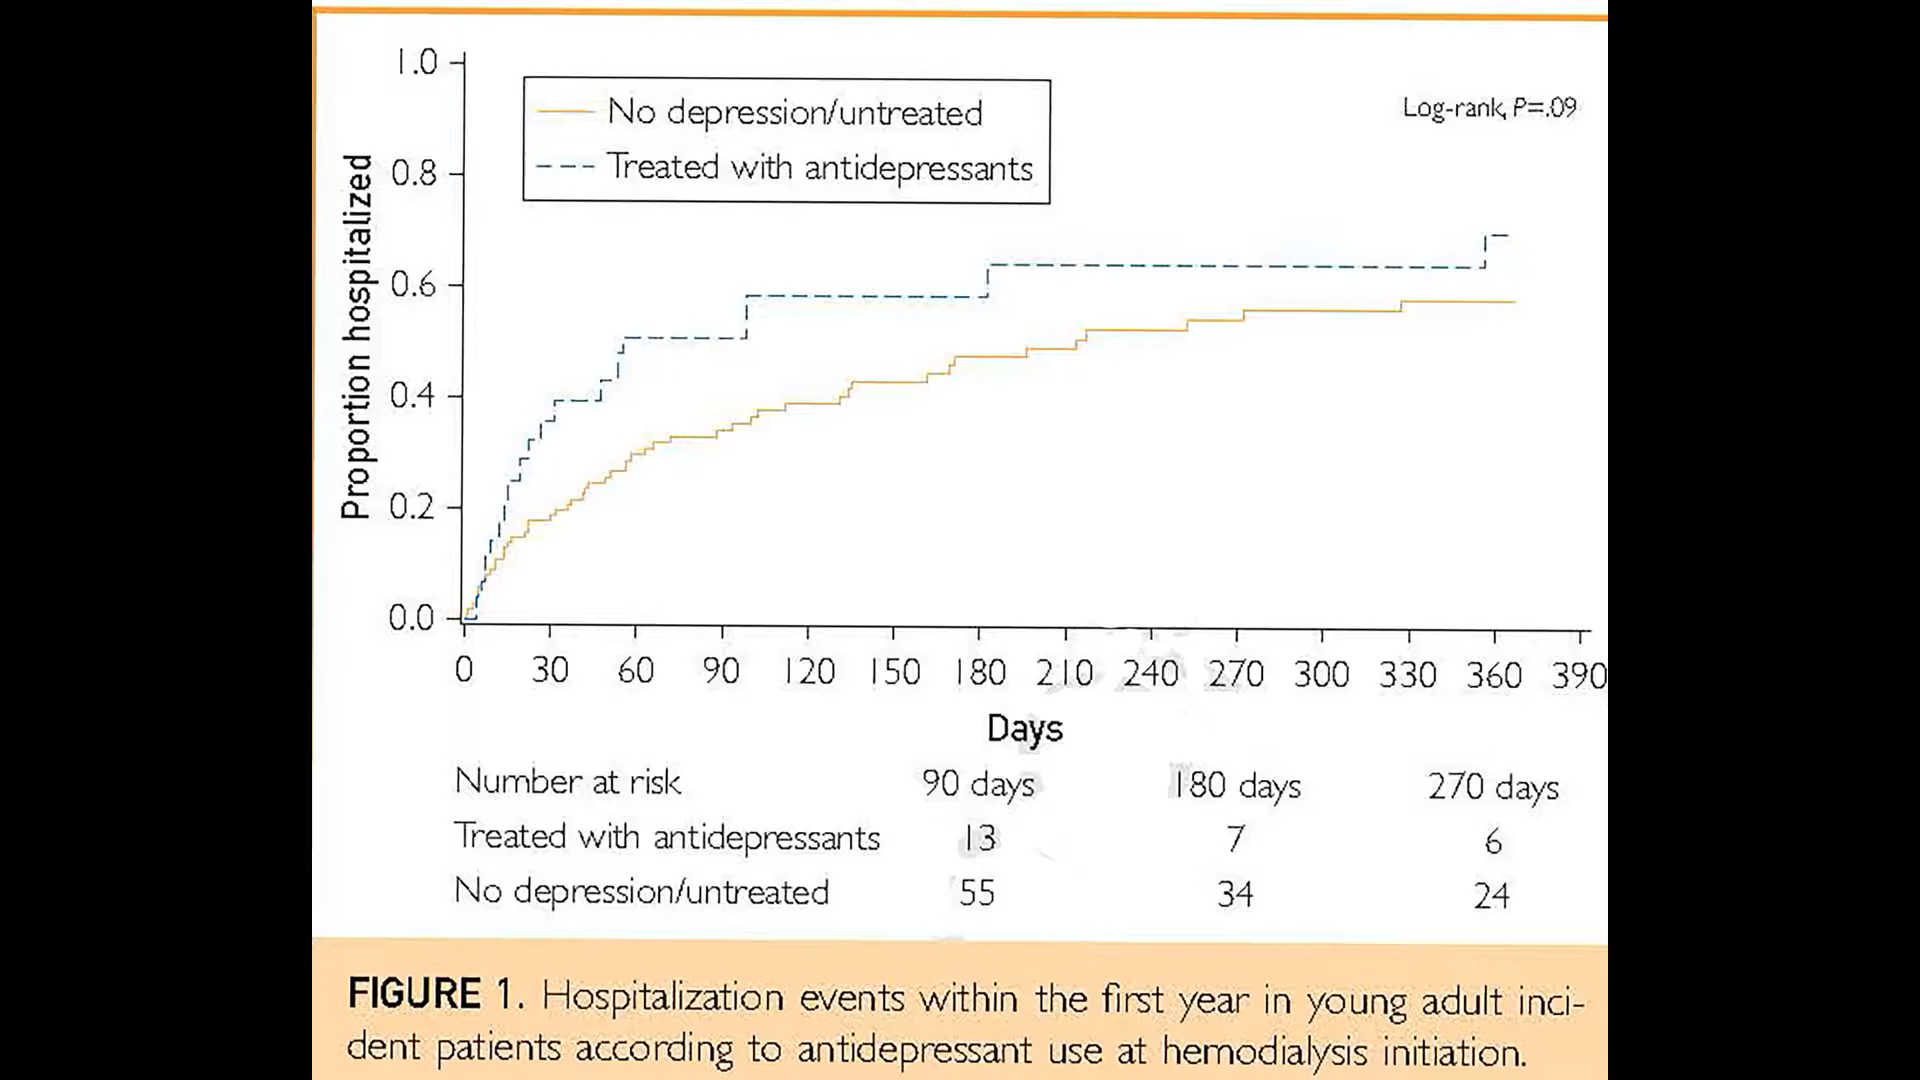 1.0
No depression/untreated
Log-rank, P=.09
Treated with antidepressants
0.8
0.6
0.4
0.2
0.0
Proportion hospitalized
0 30 60 90 120 150 180 210 240 270 300 330 360 390
Days
Number at risk 90 days 180 days 270 days
Treated with antidepressants 13 7 6
No depression/untreated 55 34 24
FIGURE 1. Hospitalization events within the first year in young adult inci-
dent patients according to antidepressant use at hemodialysis initiation.